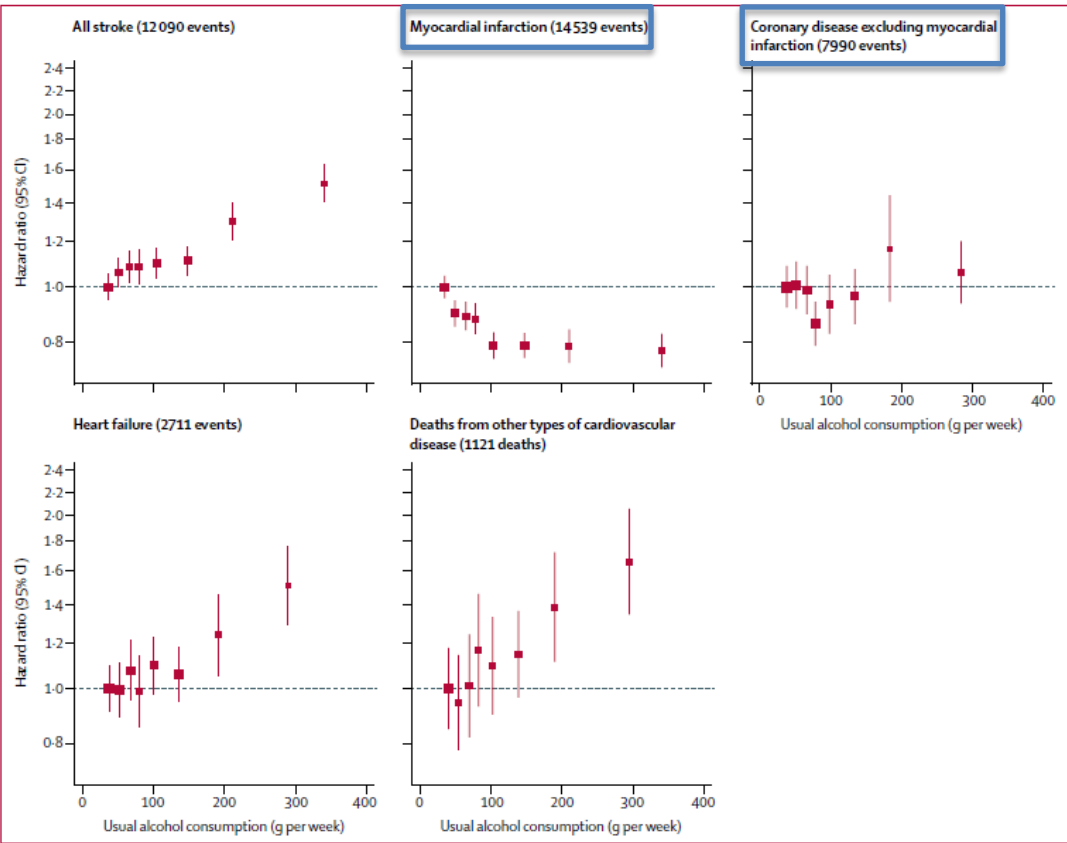 All stroke (12 090 events)
Myocardial infarction (14 539 events)
Coronary disease excluding myocardial
infarction (7990 events)
Hazard ratio (95% CI)
2·4
2·2
2·0
1·8
1·6
1·4
1·2
1·0
0·8
0 100 200 300 400
Usual alcohol consumption (g per week)
Heart failure (2711 events)
Deaths from other types of cardiovascular
disease (1121 deaths)
Hazard ratio (95% CI)
2·4
2·2
2·0
1·8
1·6
1·4
1·2
1·0
0·8
0 100 200 300 400
Usual alcohol consumption (g per week)
0 100 200 300 400
Usual alcohol consumption (g per week)